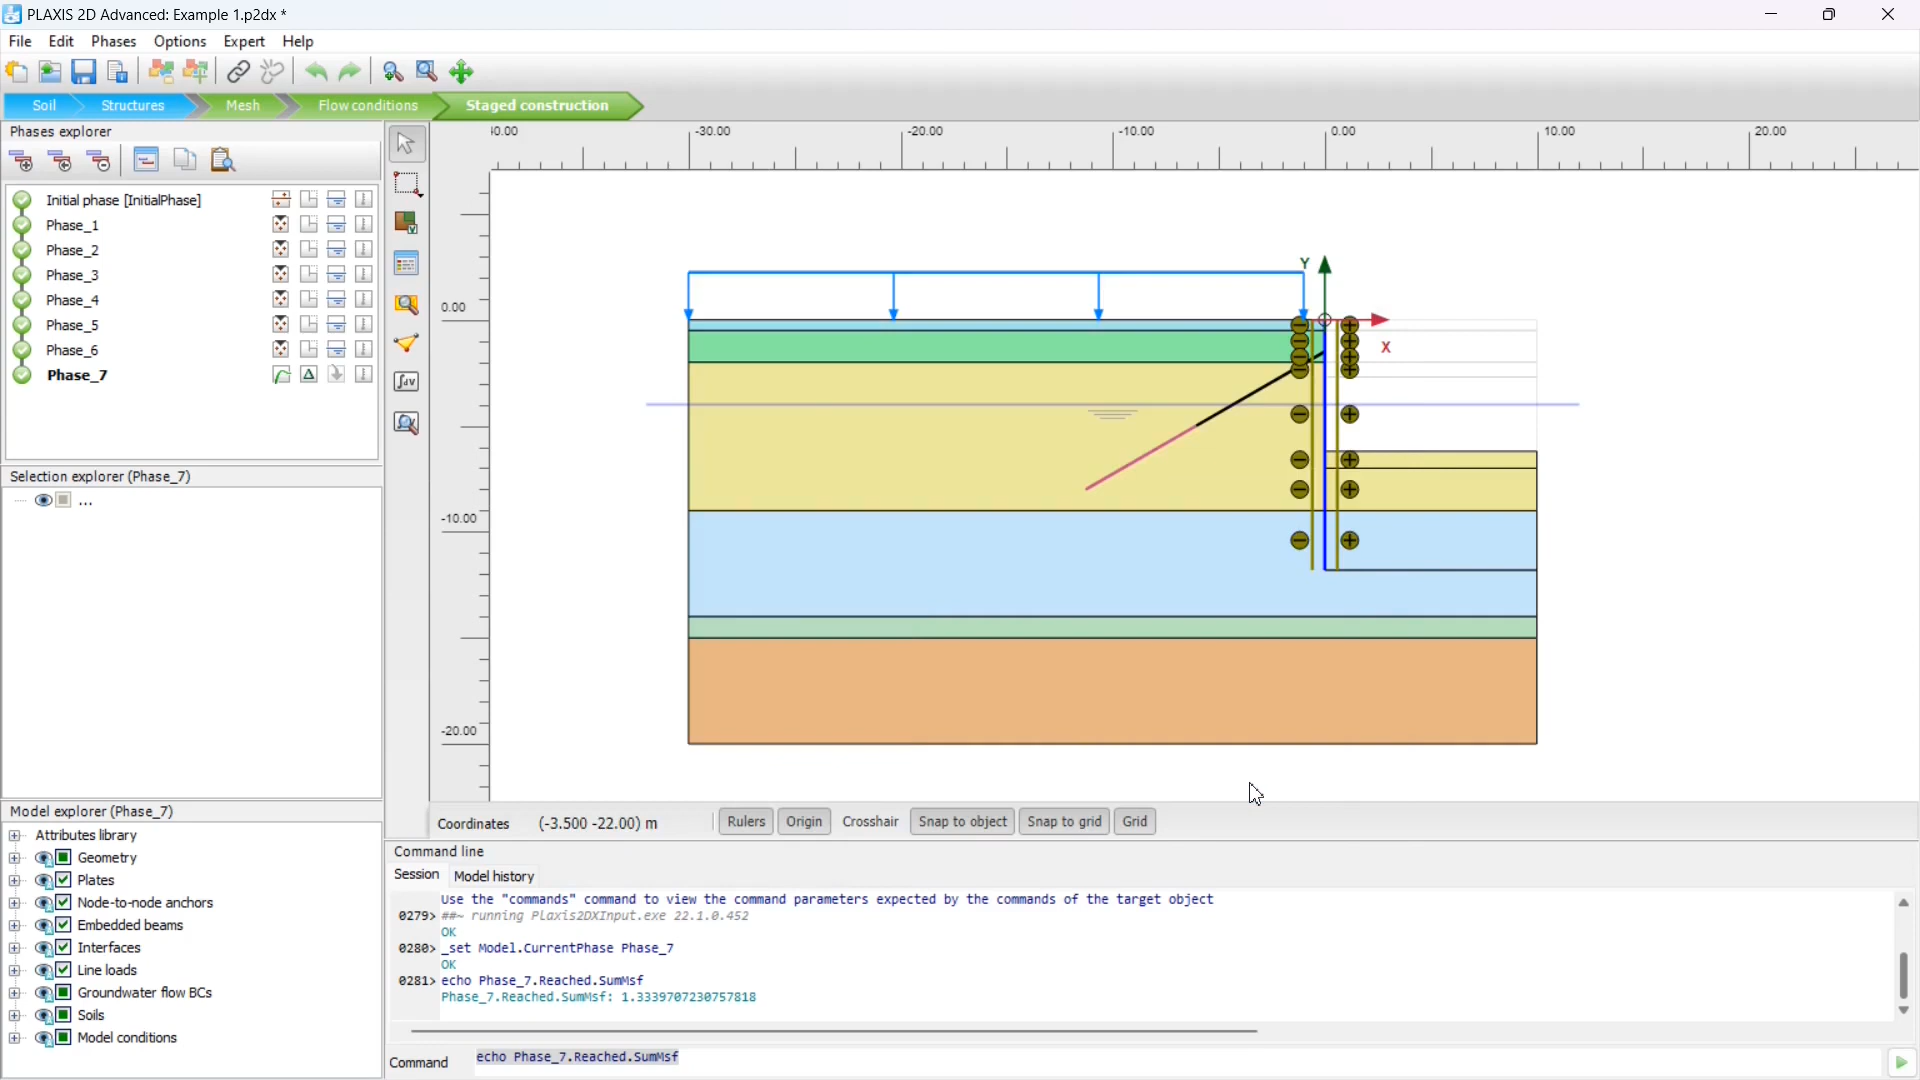 PLAXIS 2D Advanced: Example 1.p2dx *
File Edit Phases Options Expert Help
Soil Structures Mesh Flow conditions Staged construction
Phases explorer
Initial phase [InitialPhase]
Phase_1
Phase_2
Phase_3
Phase_4
Phase_5
Phase_6
Phase_7
Selection explorer (Phase_7)
...
Model explorer (Phase_7)
Attributes library
Geometry
Plates
Node-to-node anchors
Embedded beams
Interfaces
Line loads
Groundwater flow BCs
Soils
Model conditions
-30.00 -20.00 -10.00 0.00 10.00 20.00
0.00
-10.00
-20.00
Y
X
Coordinates (-3.500 -22.00) m Rulers Origin Crosshair Snap to object Snap to grid Grid
Command line
Session Model history
Use the "commands" command to view the command parameters expected by the commands of the target object
0279> ##~ running Plaxis2DXInput.exe 22.1.0.452
OK
0280> _set Model.CurrentPhase Phase_7
OK
0281> echo Phase_7.Reached.SumMsf
Phase_7.Reached.SumMsf: 1.3339707230757818
Command echo Phase_7.Reached.SumMsf